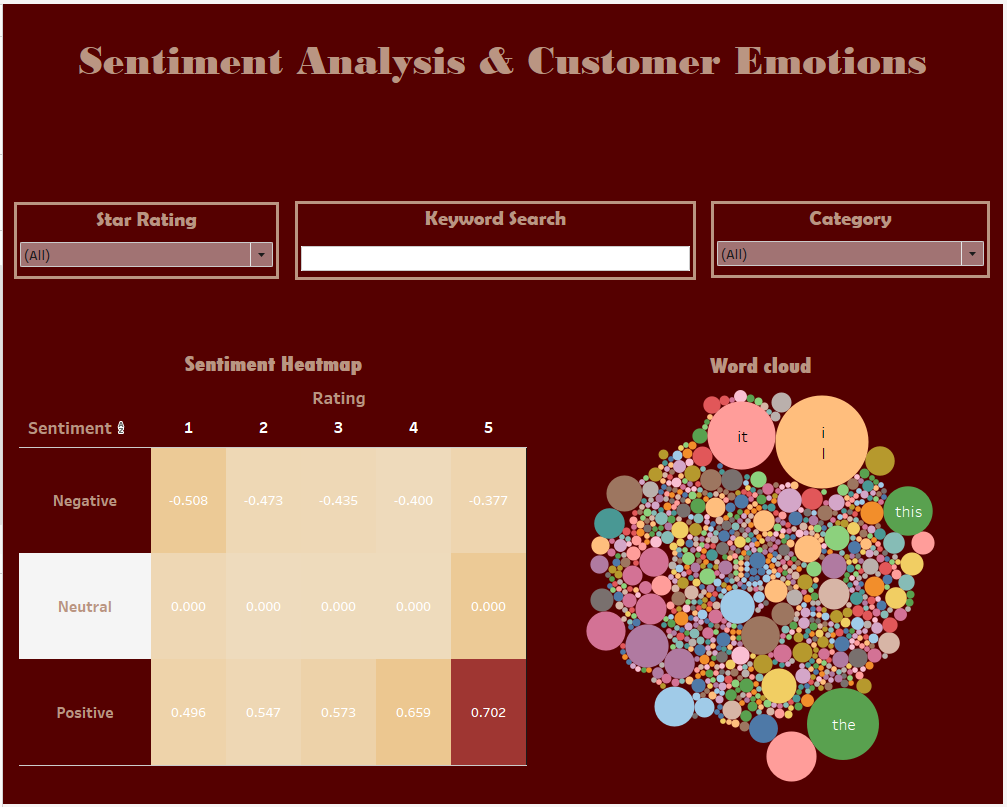 Sentiment Analysis & Customer Emotions
Star Rating
(All)
Keyword Search
Category
(All)
Sentiment Heatmap
Rating
Sentiment 1 2 3 4 5
Negative -0.508 -0.473 -0.435 -0.400 -0.377
Neutral 0.000 0.000 0.000 0.000 0.000
Positive 0.496 0.547 0.573 0.659 0.702
Word cloud
it
i
I
this
the